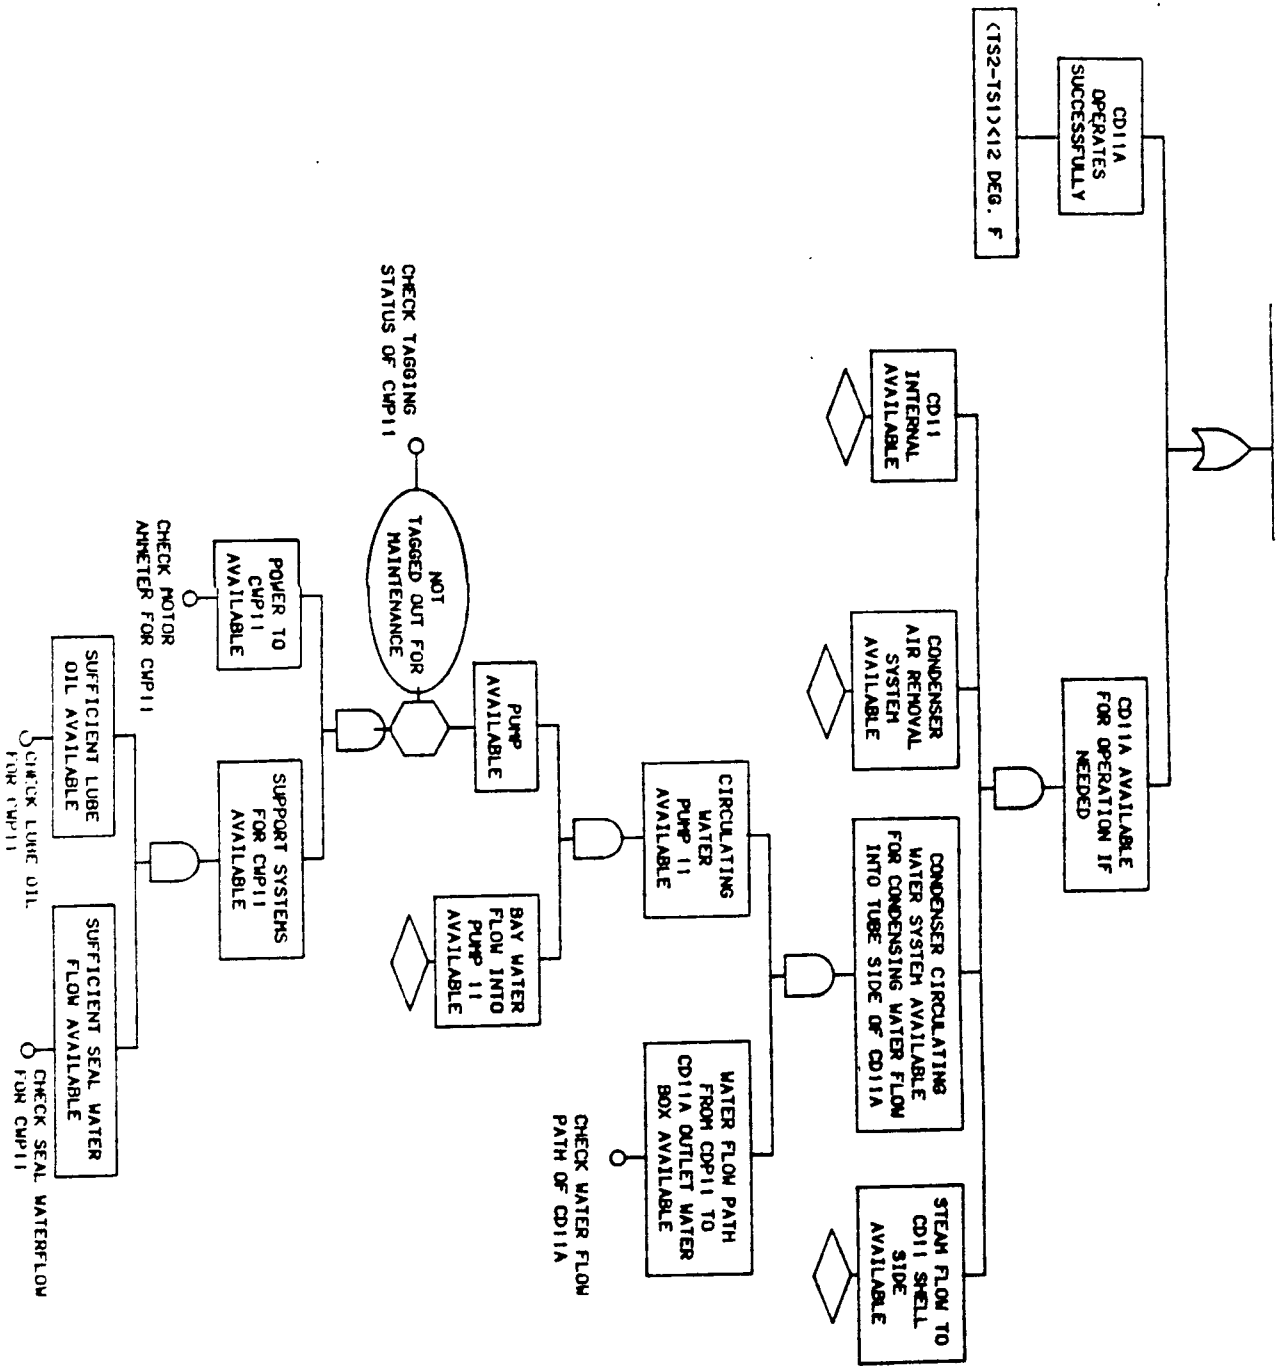 CD11A
OPERATES
SUCCESSFULLY
(TS2-TS1)<12 DEG. F
CD11A AVAILABLE
FOR OPERATION IF
NEEDED
CD11
INTERNAL
AVAILABLE
CONDENSER
AIR REMOVAL
SYSTEM
AVAILABLE
CONDENSER CIRCULATING
WATER SYSTEM AVAILABLE
FOR CONDENSING WATER FLOW
INTO TUBE SIDE OF CD11A
STEAM FLOW TO
CD11 SHELL
SIDE
AVAILABLE
CIRCULATING
WATER
PUMP 11
AVAILABLE
WATER FLOW PATH
FROM CDP11 TO
CD11A OUTLET WATER
BOX AVAILABLE
CHECK WATER FLOW
PATH OF CD11A
PUMP
AVAILABLE
BAY WATER
FLOW INTO
PUMP 11
AVAILABLE
NOT
TAGGED OUT FOR
MAINTENANCE
CHECK TAGGING
STATUS OF CWP11
POWER TO
CWP11
AVAILABLE
CHECK MOTOR
AMMETER FOR CWP11
SUPPORT SYSTEMS
FOR CWP11
AVAILABLE
SUFFICIENT LUBE
OIL AVAILABLE
CHECK LUBE OIL
FOR CWP11
SUFFICIENT SEAL WATER
FLOW AVAILABLE
CHECK SEAL WATERFLOW
FOR CWP11